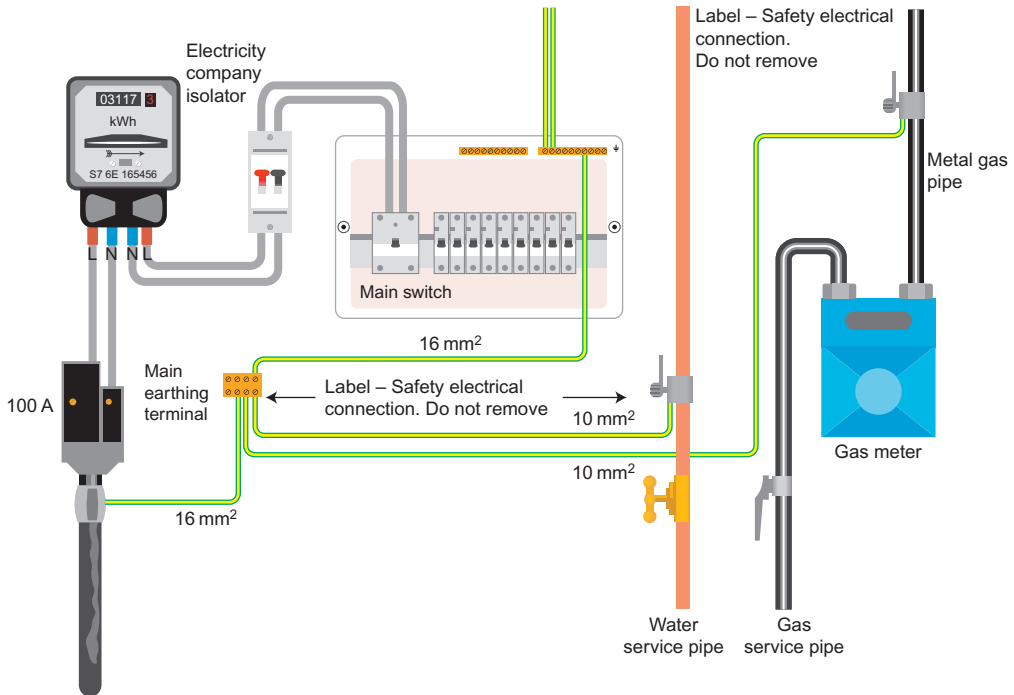 Electricity
company
isolator
Label – Safety electrical
connection.
Do not remove
03117 3
kWh
S7 6E 165456
L N N L
Metal gas
pipe
Main switch
16 mm²
Main
earthing
terminal
100 A
Label – Safety electrical
connection. Do not remove
10 mm²
10 mm²
Gas meter
16 mm²
Water
service pipe
Gas
service pipe